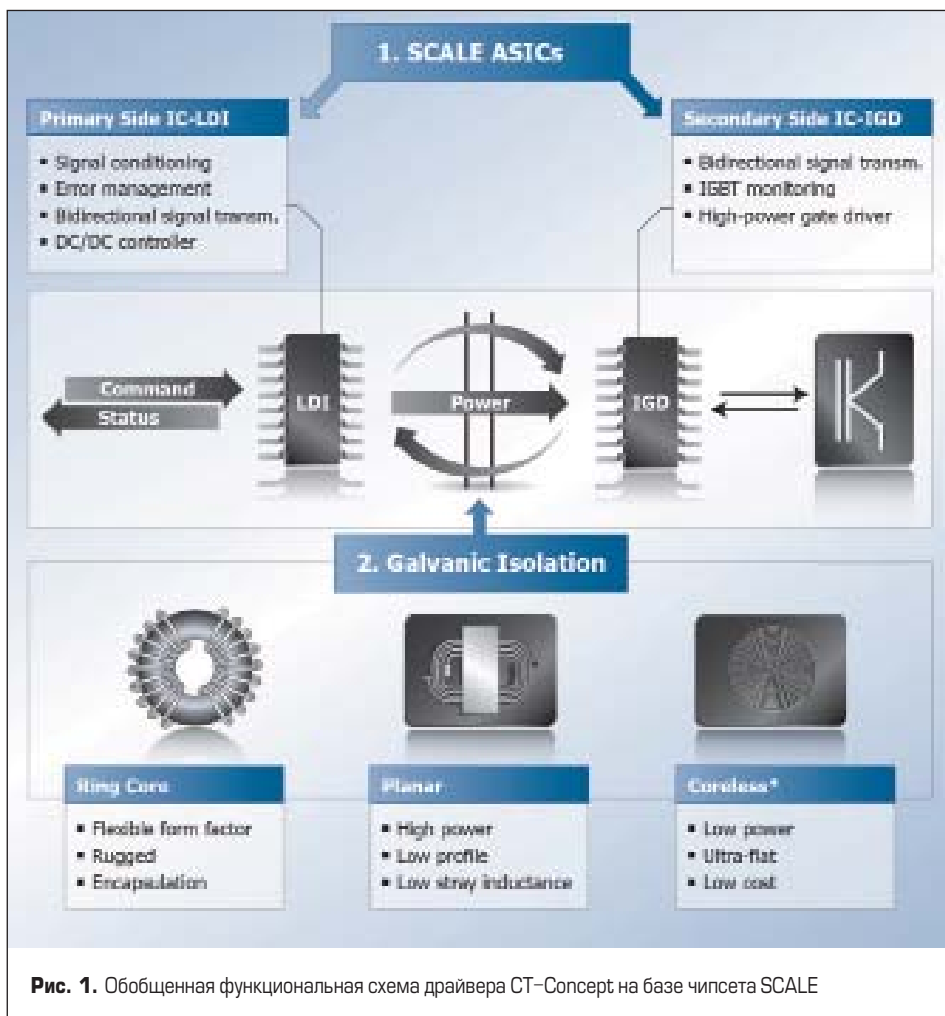 1. SCALE ASICs
Primary Side IC-LDI
▪ Signal conditioning
▪ Error management
▪ Bidirectional signal transm.
▪ DC/DC controller
Secondary Side IC-IGD
▪ Bidirectional signal transm.
▪ IGBT monitoring
▪ High-power gate driver
Command
Status
LDI
Power
IGD
2. Galvanic Isolation
Ring Core
▪ Flexible form factor
▪ Rugged
▪ Encapsulation
Planar
▪ High power
▪ Low profile
▪ Low stray inductance
Coreless*
▪ Low power
▪ Ultra-flat
▪ Low cost
Рис. 1. Обобщенная функциональная схема драйвера CT-Concept на базе чипсета SCALE